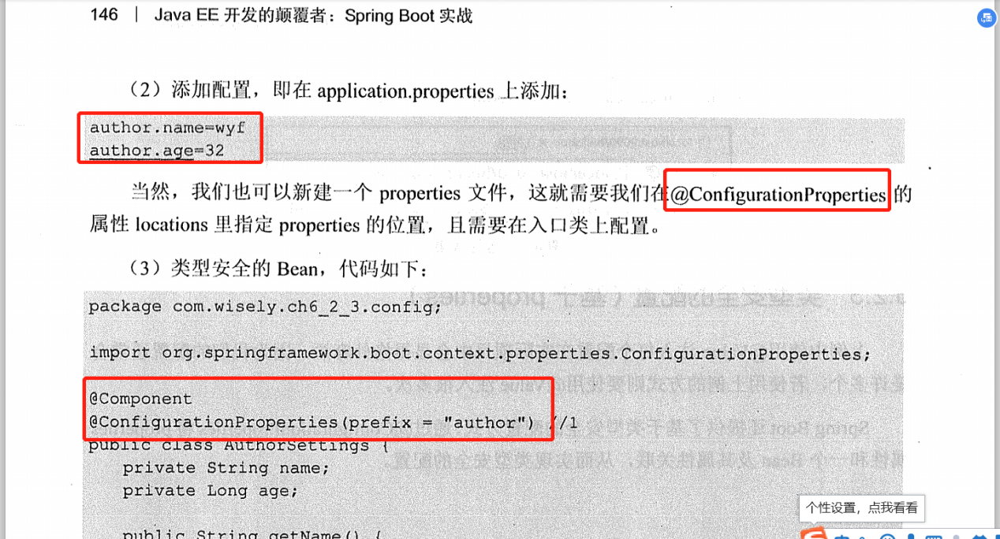 146 | Java EE 开发的颠覆者：Spring Boot 实战
（2）添加配置，即在 application.properties 上添加：
author.name=wyf
author.age=32
当然，我们也可以新建一个 properties 文件，这就需要我们在@ConfigurationProperties 的
属性 locations 里指定 properties 的位置，且需要在入口类上配置。
（3）类型安全的 Bean，代码如下：
package com.wisely.ch6_2_3.config;
import org.springframework.boot.context.properties.ConfigurationProperties;
@Component
@ConfigurationProperties(prefix = "author") //1
public class AuthorSettings {
private String name;
private Long age;
public String getName() {
个性设置，点我看看